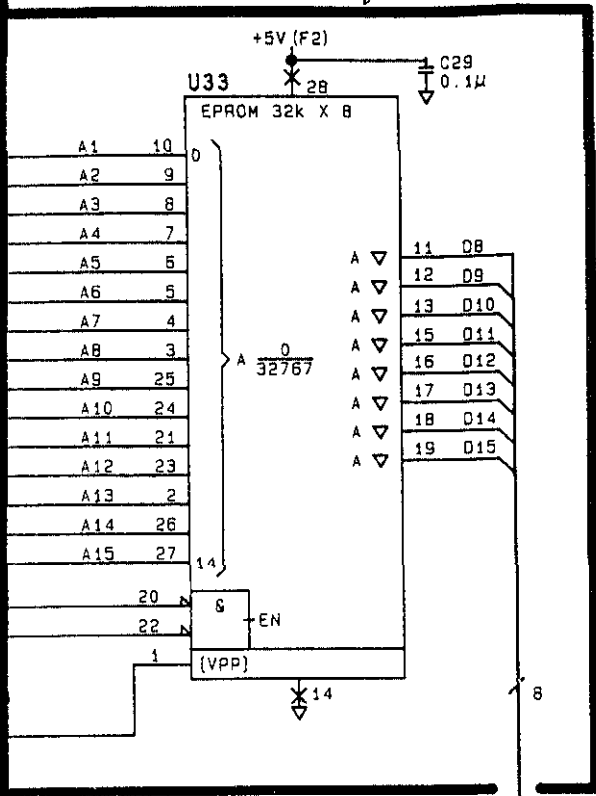 +5V (F2)
C29
0.1µ
U33
28
EPROM 32k X 8
A1 10 0
A2 9
A3 8
A4 7
A5 6
A6 5
A7 4
A8 3
A9 25
A10 24
A11 21
A12 23
A13 2
A14 26
A15 27 14
A 0
32767
A 11 D8
A 12 D9
A 13 D10
A 15 D11
A 16 D12
A 17 D13
A 18 D14
A 19 D15
20 &
EN
22
1 (VPP)
14
8